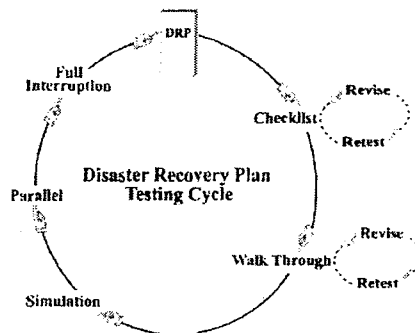 DRP
Full
Interruption
Revise
Checklist
Retest
Disaster Recovery Plan
Testing Cycle
Parallel
Revise
Walk Through
Retest
Simulation